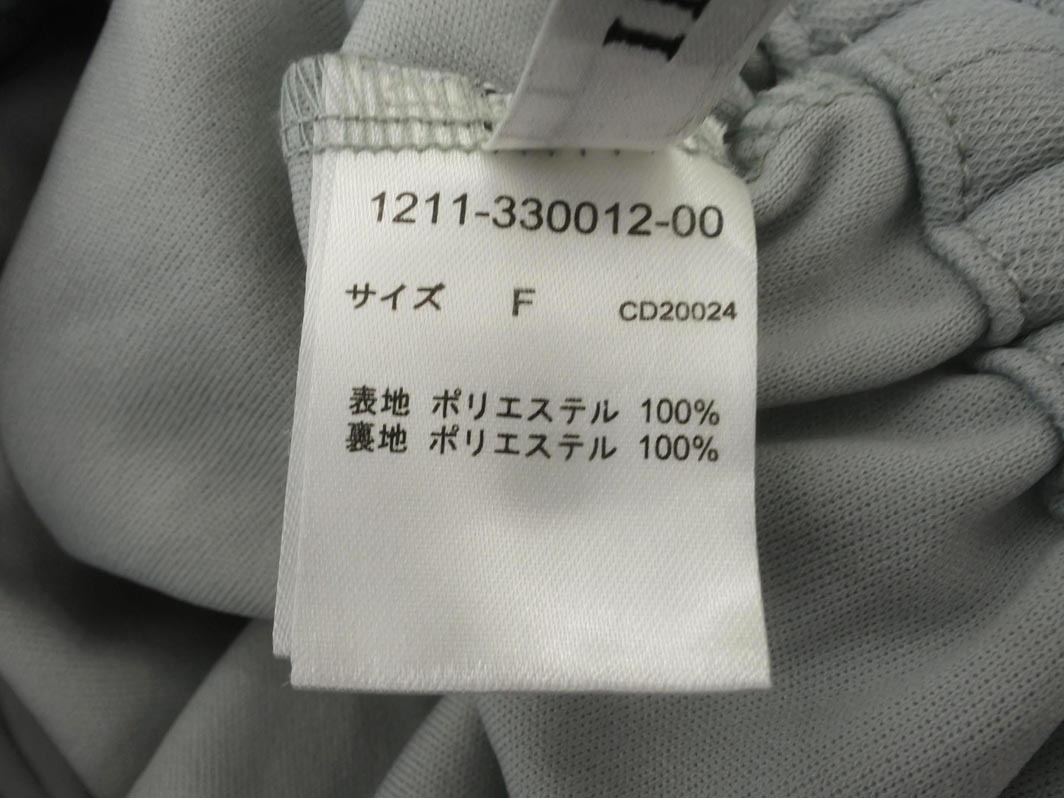 1211-330012-00
サイズ F CD20024
表地 ポリエステル 100%
裏地 ポリエステル 100%